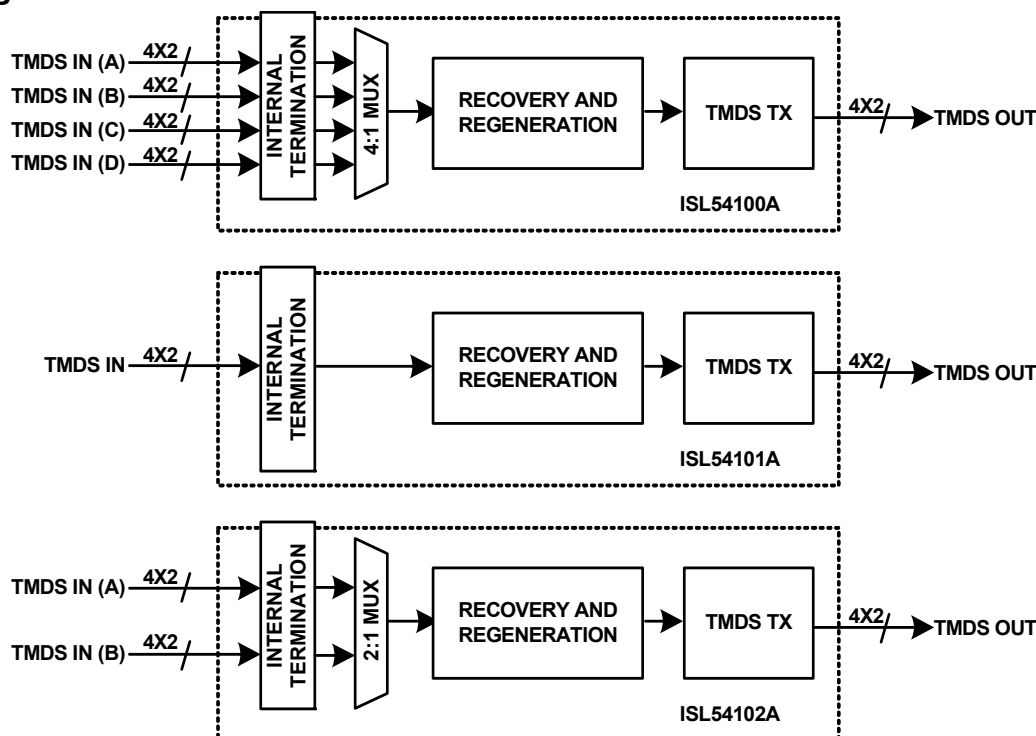 TMDS IN (A) 4X2
TMDS IN (B) 4X2
TMDS IN (C) 4X2
TMDS IN (D) 4X2
INTERNAL
TERMINATION
4:1 MUX
RECOVERY AND
REGENERATION
TMDS TX
4X2 TMDS OUT
ISL54100A
TMDS IN 4X2
INTERNAL
TERMINATION
RECOVERY AND
REGENERATION
TMDS TX
4X2 TMDS OUT
ISL54101A
TMDS IN (A) 4X2
TMDS IN (B) 4X2
INTERNAL
TERMINATION
2:1 MUX
RECOVERY AND
REGENERATION
TMDS TX
4X2 TMDS OUT
ISL54102A